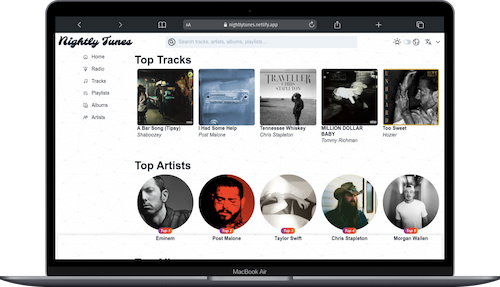 nightlytunes.netlify.app
Nightly Tunes
Search tracks, artists, albums, playlists...
Home
Radio
Tracks
Playlists
Albums
Artists
Top Tracks
TRAVELLER
CHRIS
STAPLETON
A Bar Song (Tipsy)
Shaboozey
I Had Some Help
Post Malone
Tennessee Whiskey
Chris Stapleton
MILLION DOLLAR
BABY
Tommy Richman
Too Sweet
Hozier
Top Artists
Top 1
Eminem
Top 2
Post Malone
Top 3
Taylor Swift
Top 4
Chris Stapleton
Top 5
Morgan Wallen
MacBook Air